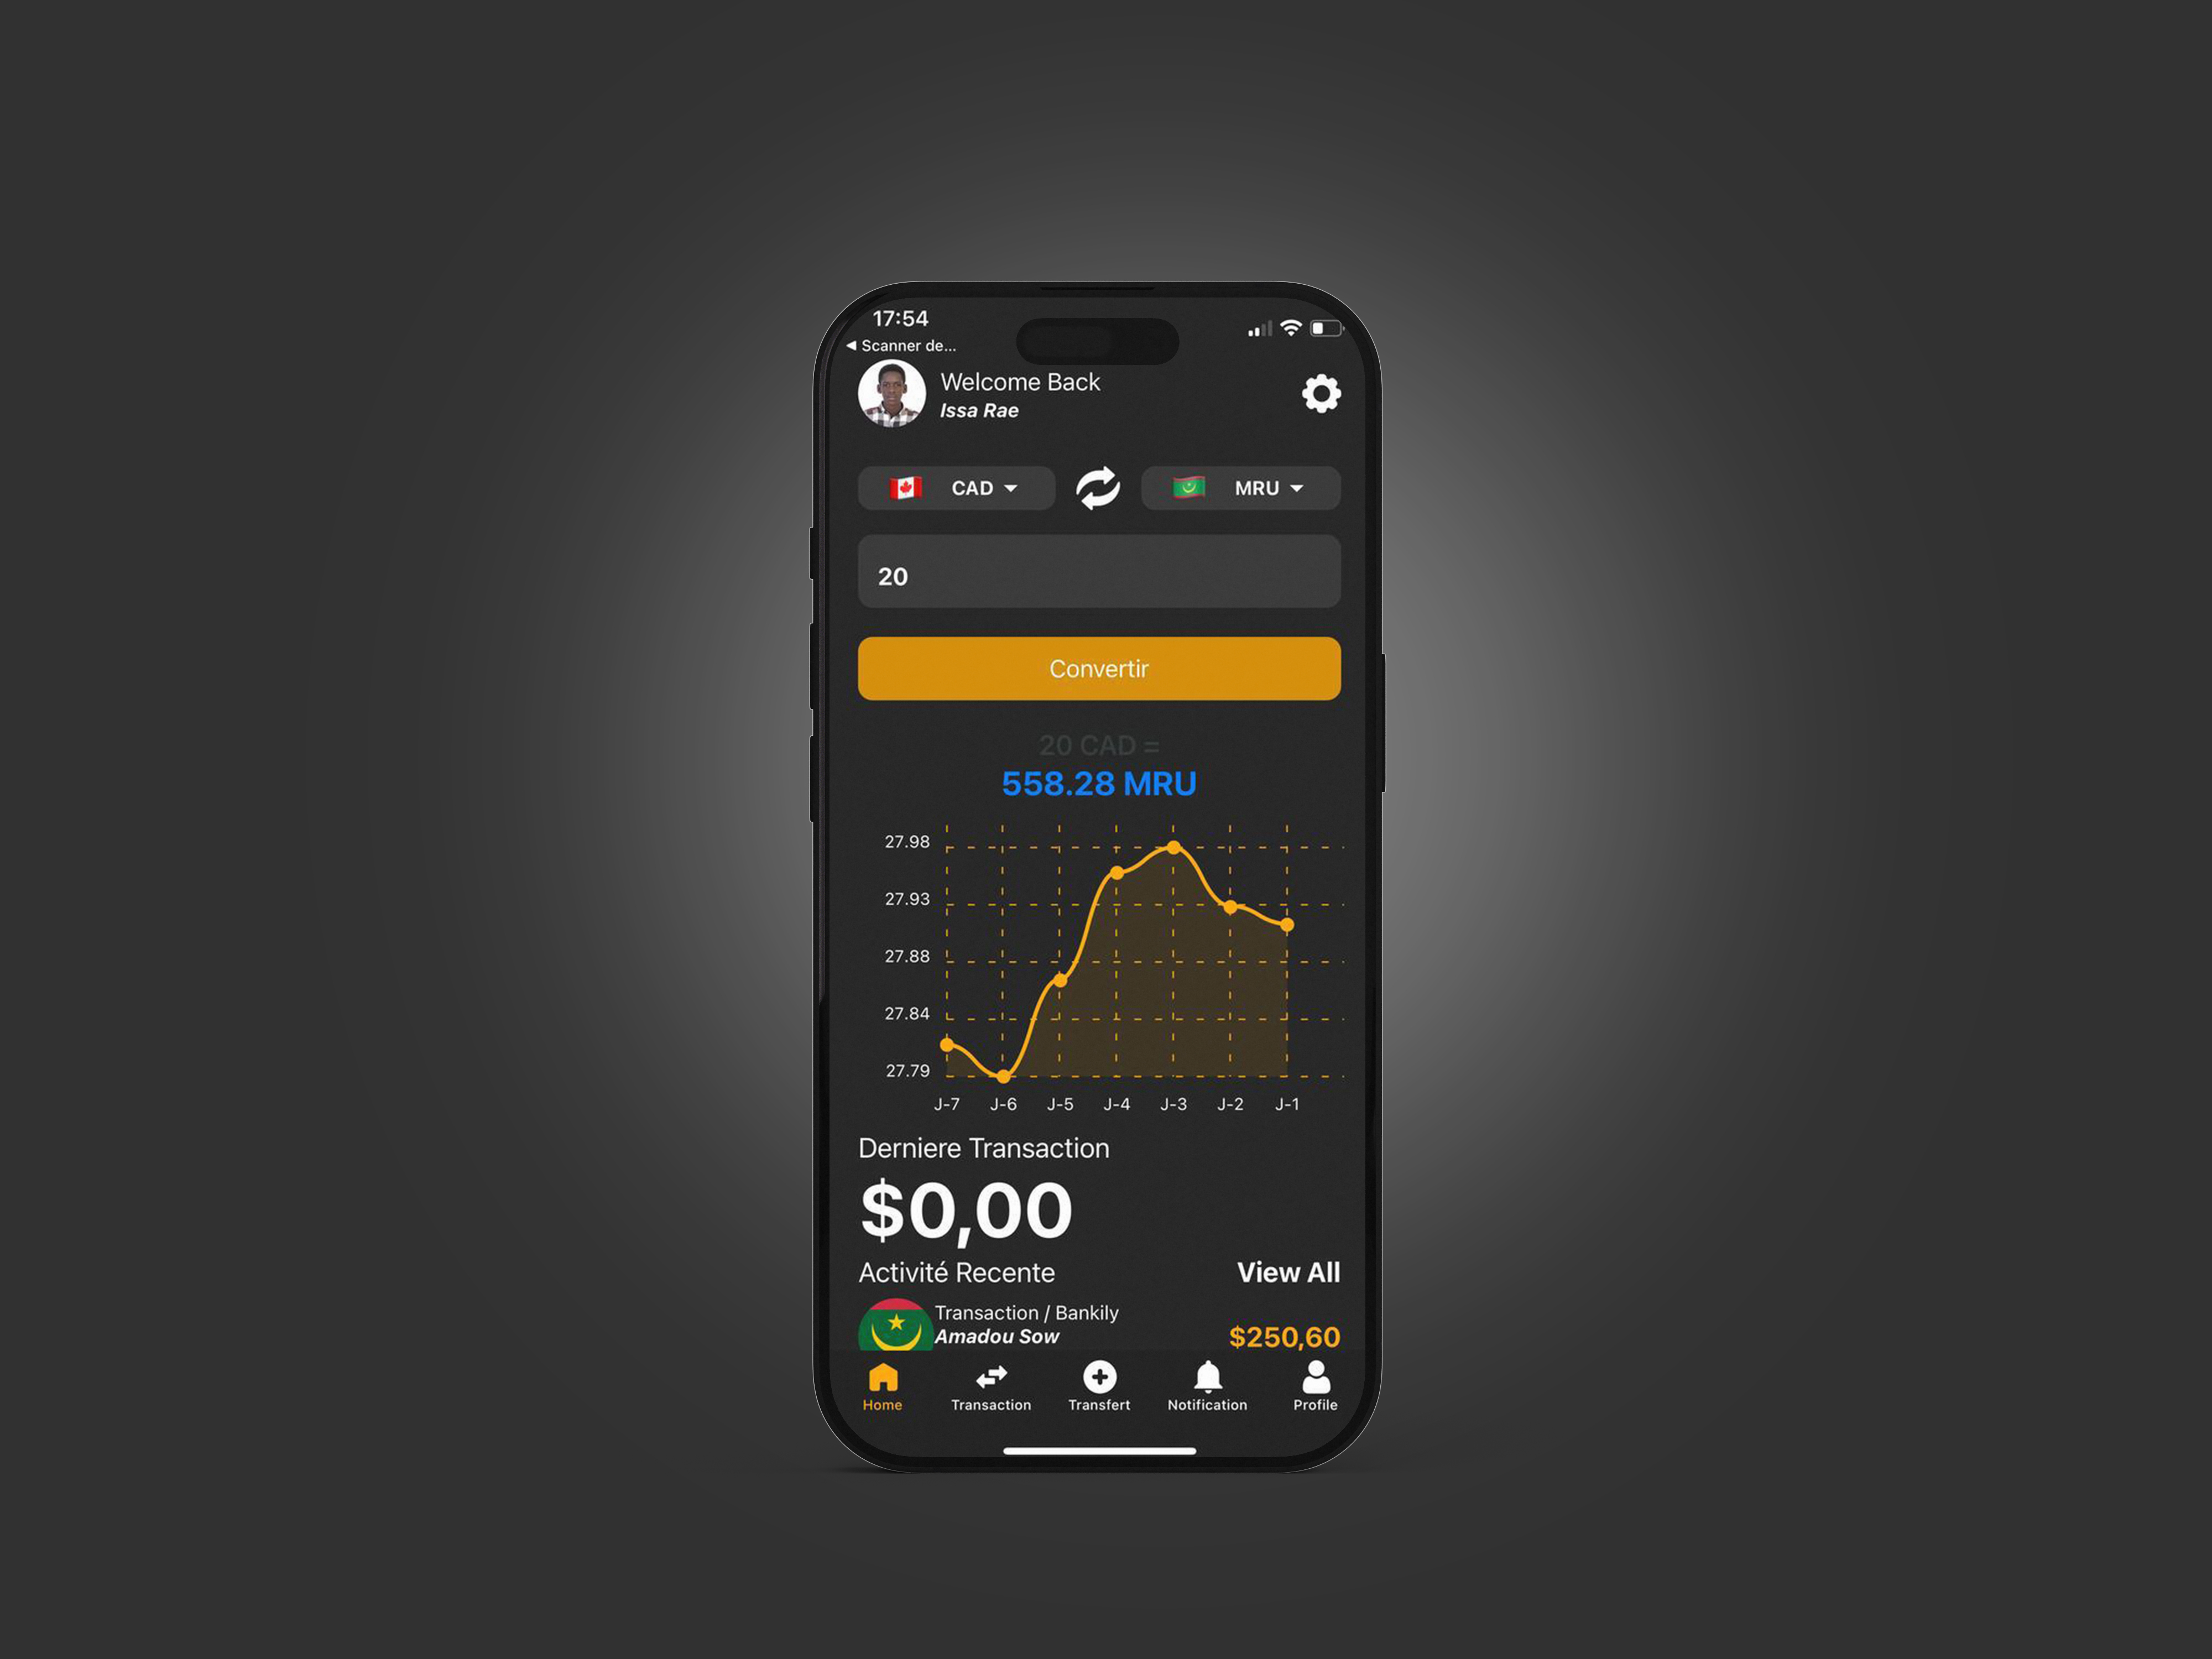 17:54
◀ Scanner de...
Welcome Back
Issa Rae
CAD
MRU
20
Convertir
20 CAD =
558.28 MRU
27.98
27.93
27.88
27.84
27.79
J-7 J-6 J-5 J-4 J-3 J-2 J-1
Derniere Transaction
$0,00
Activité Recente View All
Transaction / Bankily
Amadou Sow
$250,60
Home Transaction Transfert Notification Profile